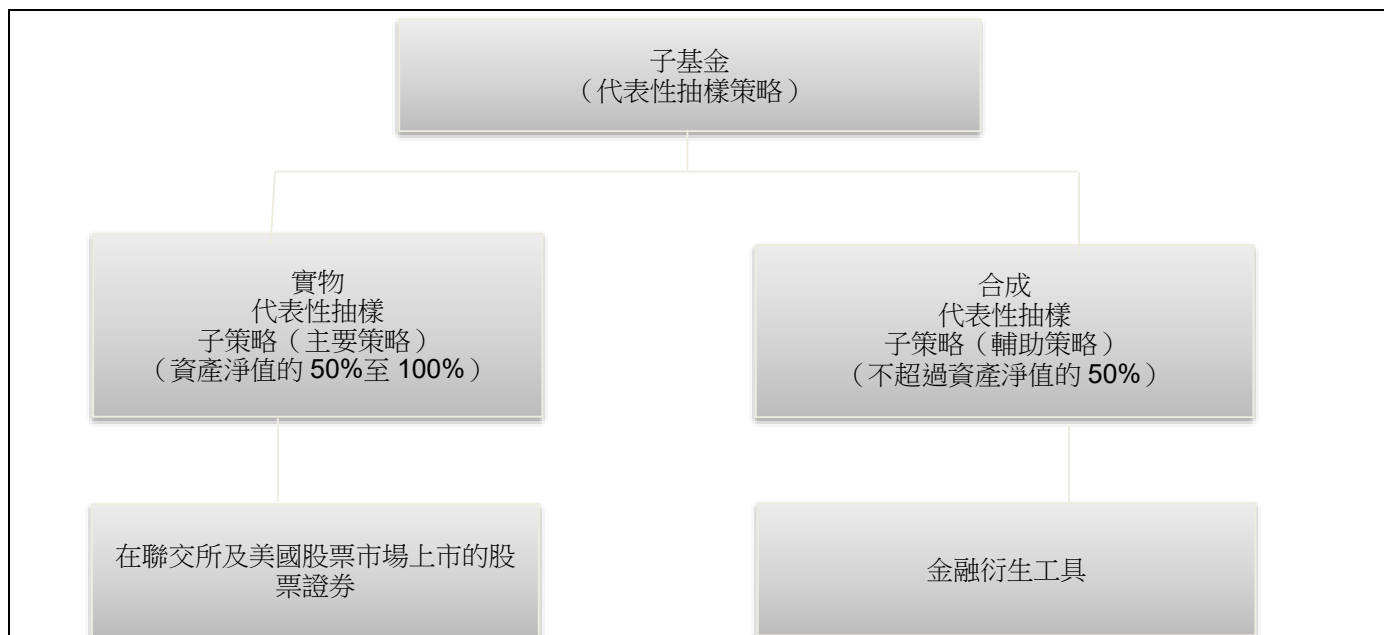 子基金
（代表性抽樣策略）
實物
代表性抽樣
子策略（主要策略）
（資產淨值的 50%至 100%）
合成
代表性抽樣
子策略（輔助策略）
（不超過資產淨值的 50%）
在聯交所及美國股票市場上市的股
票證券
金融衍生工具